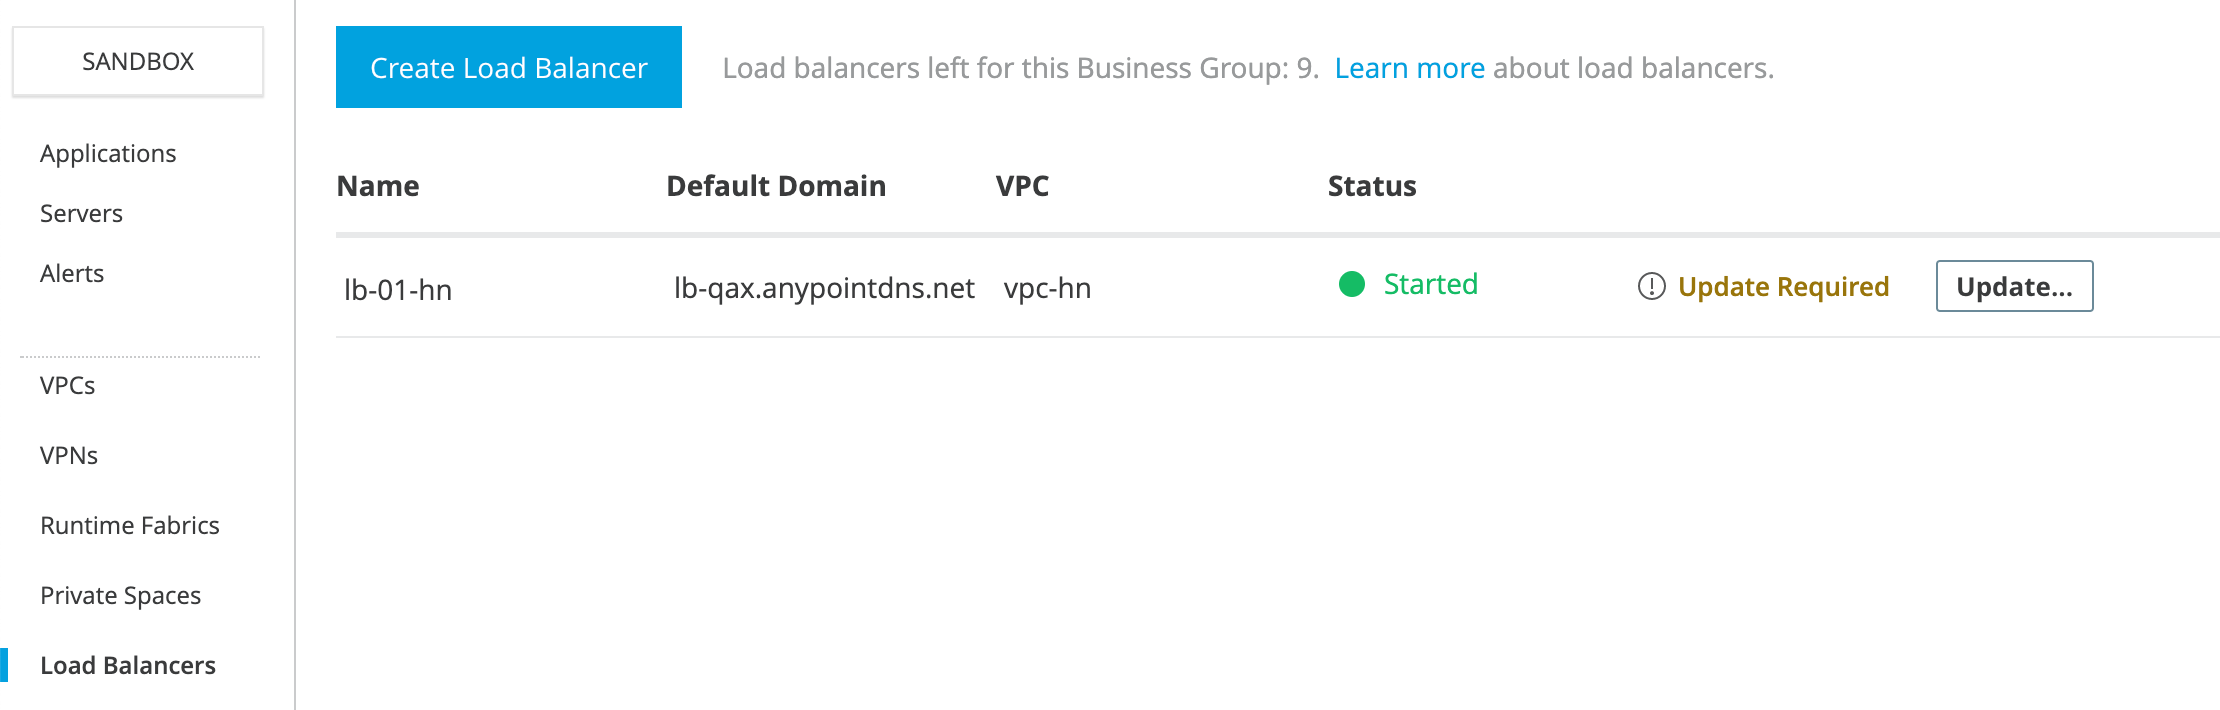 SANDBOX
Applications
Servers
Alerts
VPCs
VPNs
Runtime Fabrics
Private Spaces
Load Balancers
Create Load Balancer
Load balancers left for this Business Group: 9. Learn more about load balancers.
Name Default Domain VPC Status
lb-01-hn lb-qax.anypointdns.net vpc-hn Started Update Required Update...